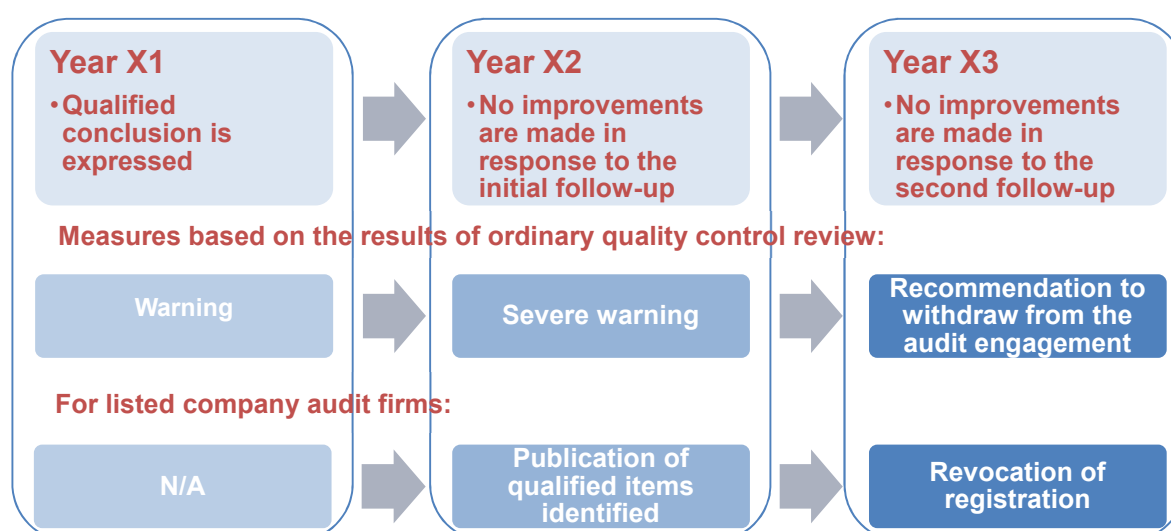 Year X1
•Qualified
conclusion is
expressed
Year X2
•No improvements
are made in
response to the
initial follow-up
Year X3
•No improvements
are made in
response to the
second follow-up
Measures based on the results of ordinary quality control review:
Warning
Severe warning
Recommendation to
withdraw from the
audit engagement
For listed company audit firms:
N/A
Publication of
qualified items
identified
Revocation of
registration